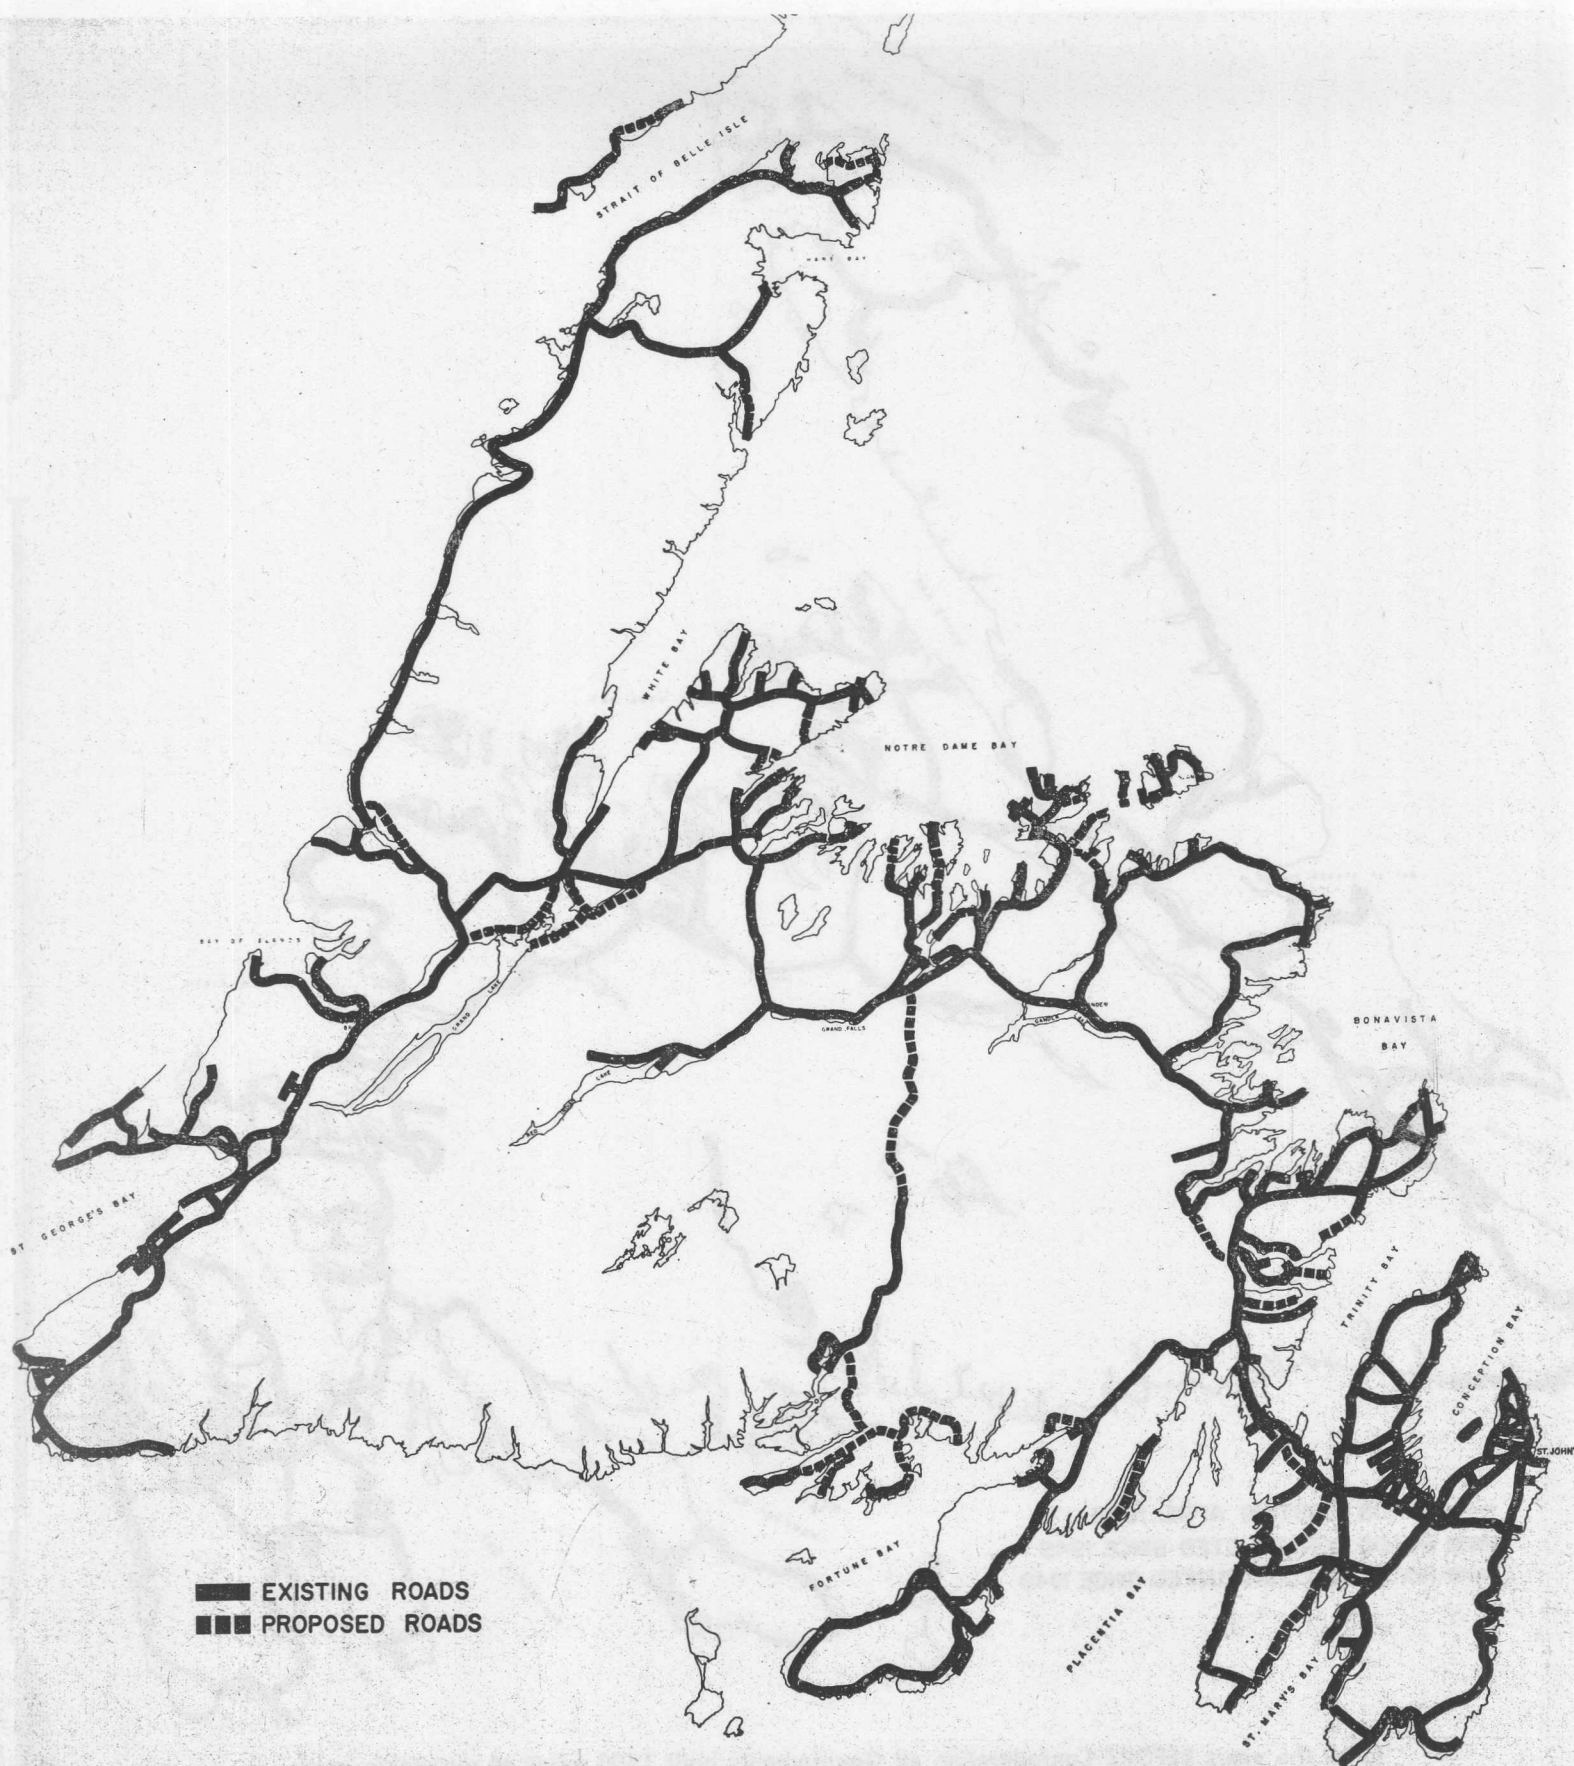 STRAIT OF BELLE ISLE
HARE BAY
WHITE BAY
NOTRE DAME BAY
BAY OF ISLANDS
GRAND LAKE
GRAND FALLS
GANDER
LAKE
BONAVISTA
BAY
ST. GEORGE'S BAY
TRINITY BAY
CONCEPTION BAY
ST. JOHN'
FORTUNE BAY
PLACENTIA BAY
ST. MARY'S BAY
EXISTING ROADS
PROPOSED ROADS